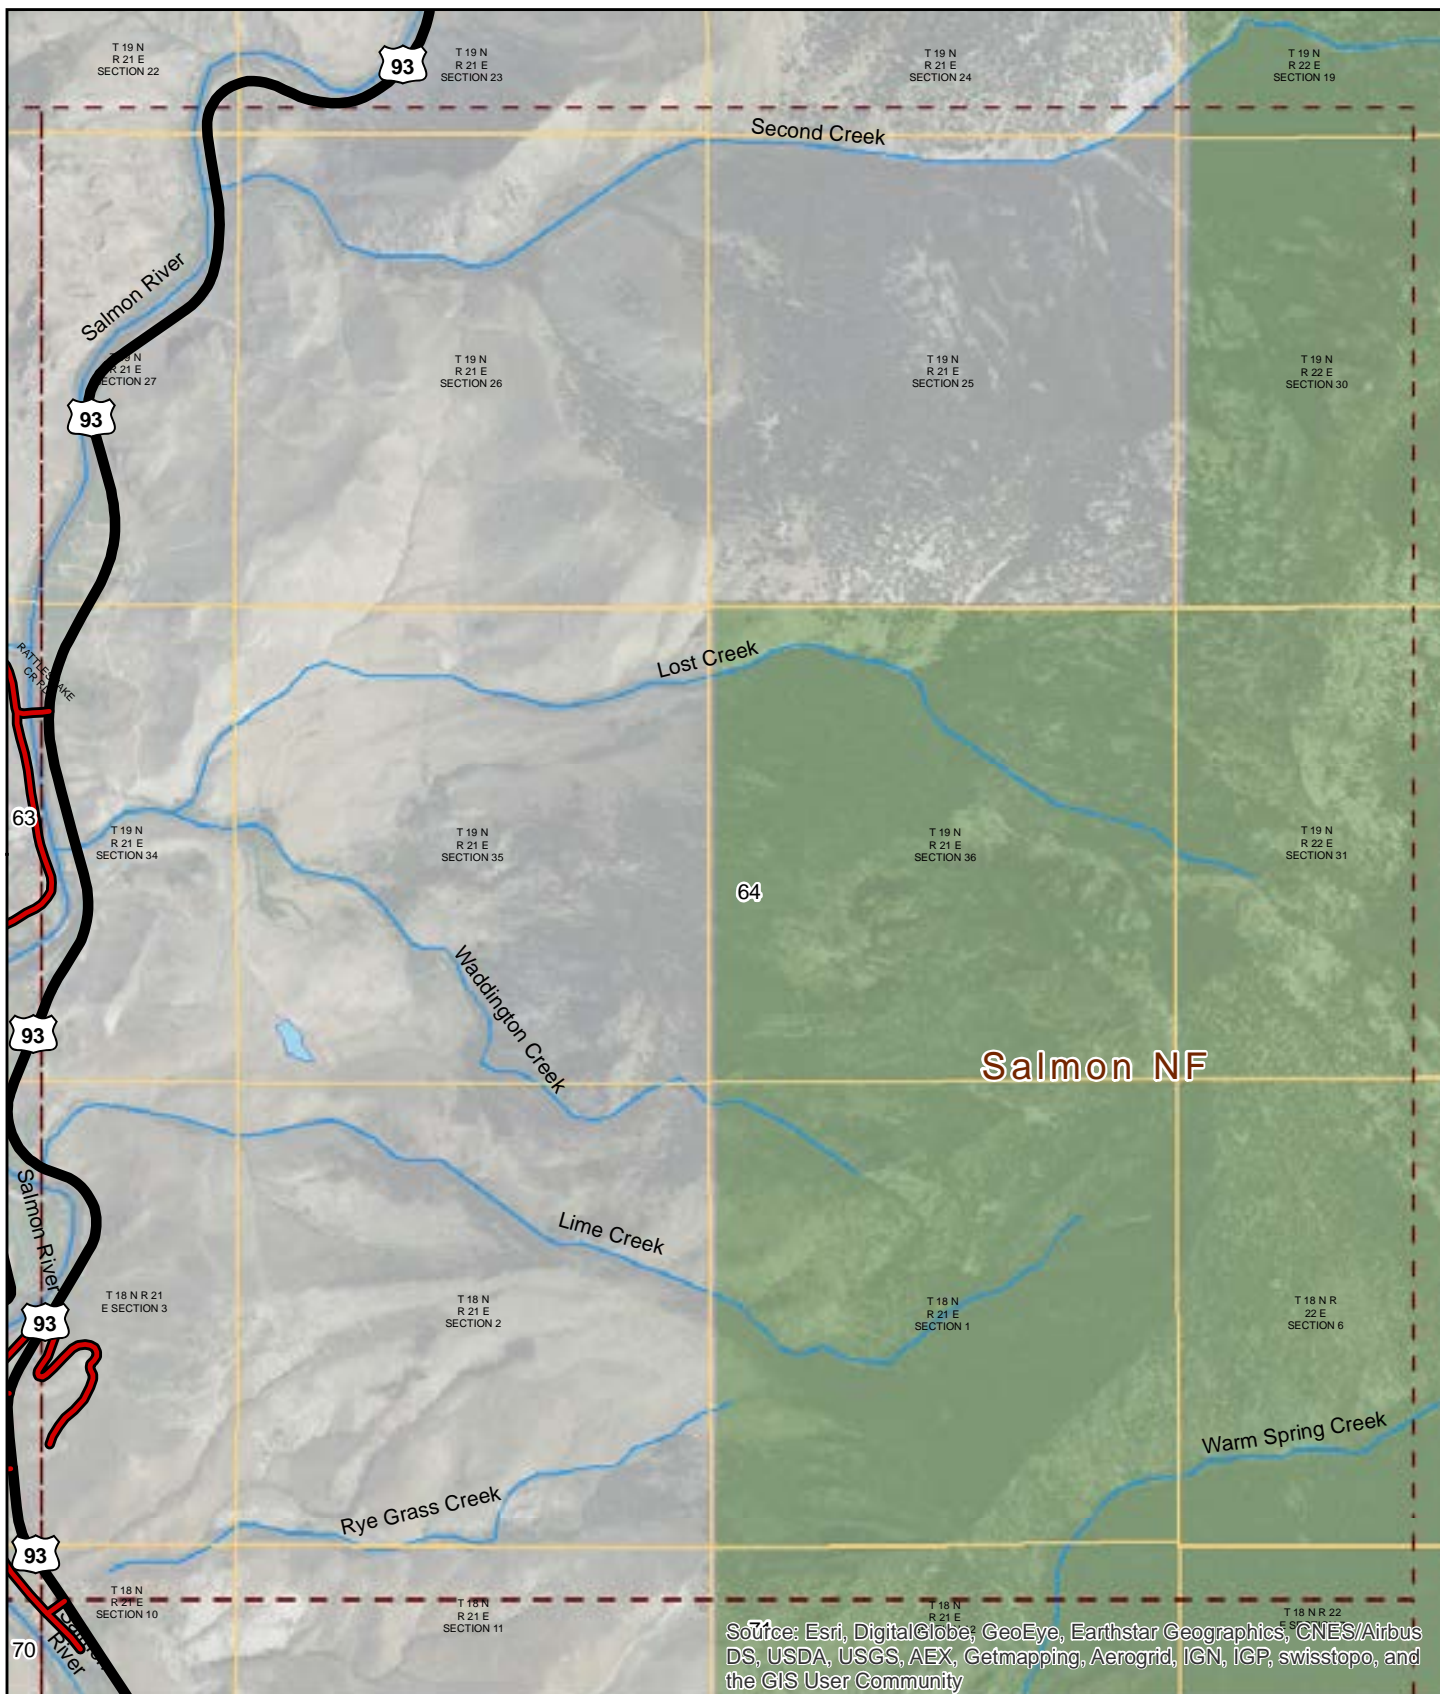 T 19 N
R 21 E
SECTION 22
93
T 19 N
R 21 E
SECTION 23
T 19 N
R 21 E
SECTION 24
T 19 N
R 22 E
SECTION 19
Second Creek
Salmon River
R 21 E
SECTION 27
T 19 N
R 21 E
SECTION 26
T 19 N
R 21 E
SECTION 25
T 19 N
R 22 E
SECTION 30
93
Lost Creek
63
T 19 N
R 21 E
SECTION 34
T 19 N
R 21 E
SECTION 35
T 19 N
R 21 E
SECTION 36
T 19 N
R 22 E
SECTION 31
64
Waddington Creek
93
Salmon NF
Salmon River
Lime Creek
T 18 N R 21
E SECTION 3
T 18 N
R 21 E
SECTION 2
T 18 N
R 21 E
SECTION 1
T 18 N R
22 E
SECTION 6
93
Warm Spring Creek
Rye Grass Creek
93
T 18 N
R 21 E
SECTION 10
T 18 N
R 21 E
SECTION 11
T 18 N
R 21 E
T 18 N R 22
70
River
71
Source: Esri, DigitalGlobe, GeoEye, Earthstar Geographics, CNES/Airbus
DS, USDA, USGS, AEX, Getmapping, Aerogrid, IGN, IGP, swisstopo, and
the GIS User Community